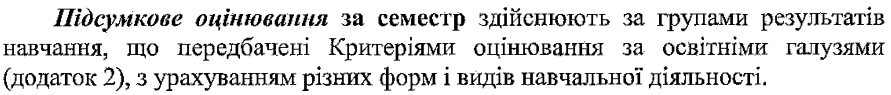 Підсумкове оцінювання за семестр здійснюють за групами результатів
навчання, що передбачені Критеріями оцінювання за освітніми галузями
(додаток 2), з урахуванням різних форм і видів навчальної діяльності.